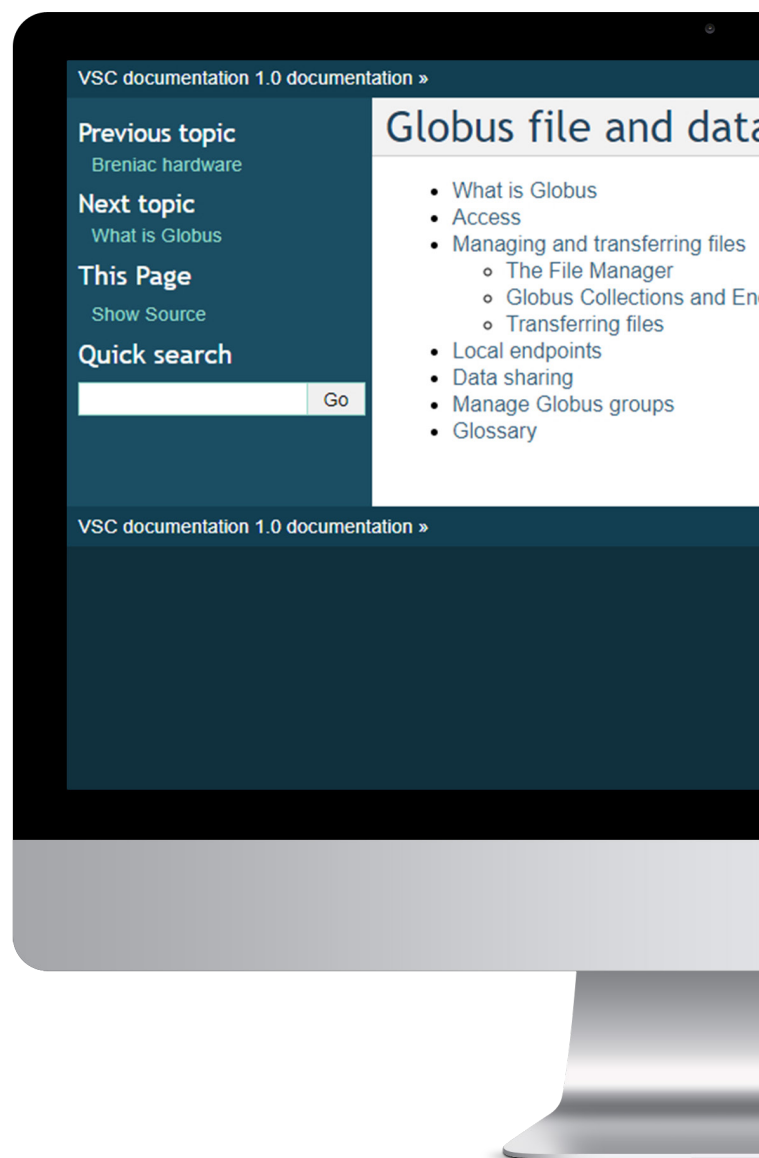 VSC documentation 1.0 documentation »
Previous topic
Breniac hardware
Next topic
What is Globus
This Page
Show Source
Quick search
Go
Globus file and data
• What is Globus
• Access
• Managing and transferring files
◦ The File Manager
◦ Globus Collections and En
◦ Transferring files
• Local endpoints
• Data sharing
• Manage Globus groups
• Glossary
VSC documentation 1.0 documentation »